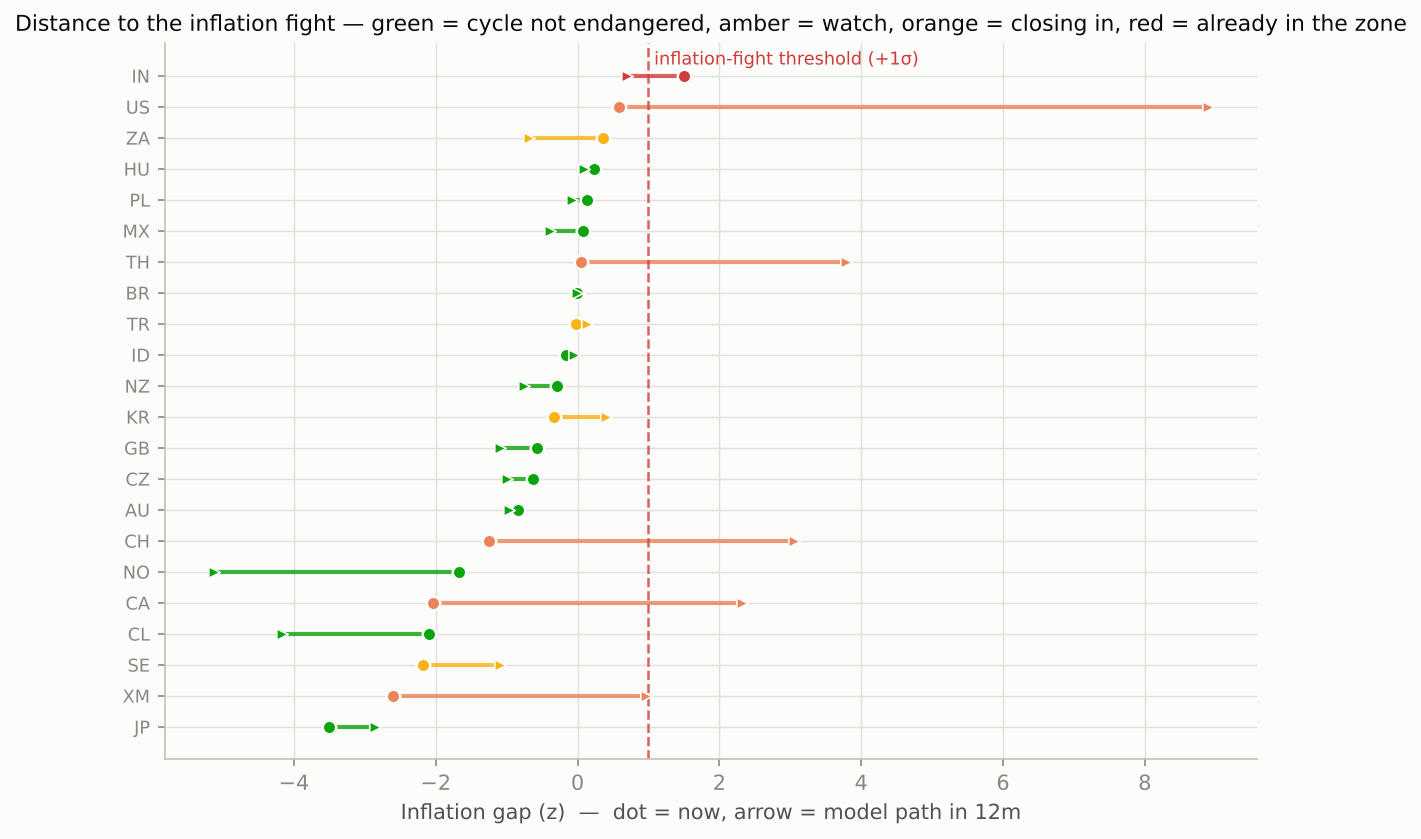 Distance to the inflation fight — green = cycle not endangered, amber = watch, orange = closing in, red = already in the zone
inflation-fight threshold (+1σ)
IN
US
ZA
HU
PL
MX
TH
BR
TR
ID
NZ
KR
GB
CZ
AU
CH
NO
CA
CL
SE
XM
JP
−4 −2 0 2 4 6 8
Inflation gap (z) — dot = now, arrow = model path in 12m